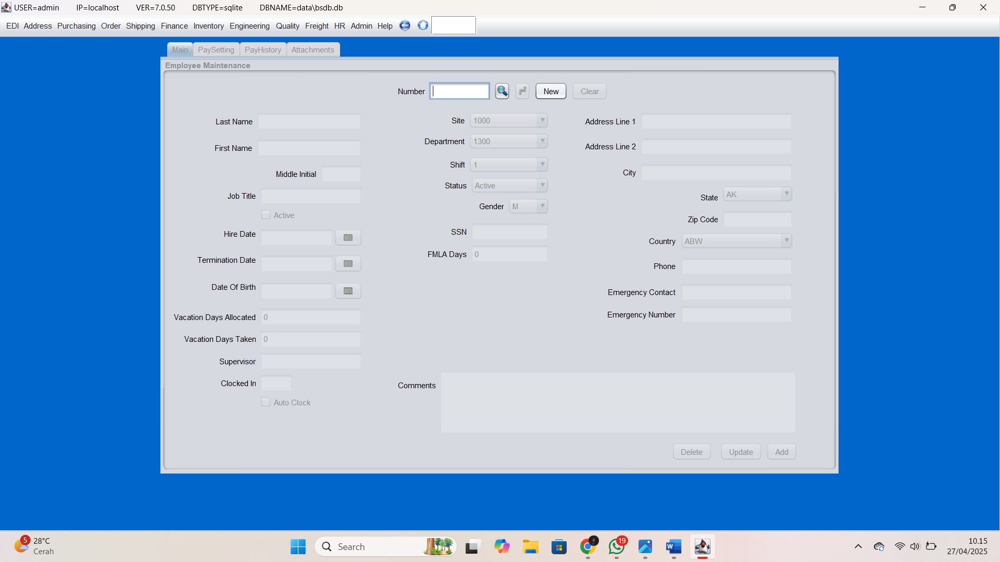 USER=admin IP=localhost VER=7.0.50 DBTYPE=sqlite DBNAME=data\bsdb.db
EDI Address Purchasing Order Shipping Finance Inventory Engineering Quality Freight HR Admin Help
Main PaySetting PayHistory Attachments
Employee Maintenance
Number New Clear
Last Name
First Name
Middle Initial
Job Title
Active
Hire Date
Termination Date
Date Of Birth
Vacation Days Allocated 0
Vacation Days Taken 0
Supervisor
Clocked In
Auto Clock
Site 1000
Department 1300
Shift 1
Status Active
Gender M
SSN
FMLA Days 0
Address Line 1
Address Line 2
City
State AK
Zip Code
Country ABW
Phone
Emergency Contact
Emergency Number
Comments
Delete Update Add
5
28°C
Cerah
Search
4
19
W
10.15
27/04/2025